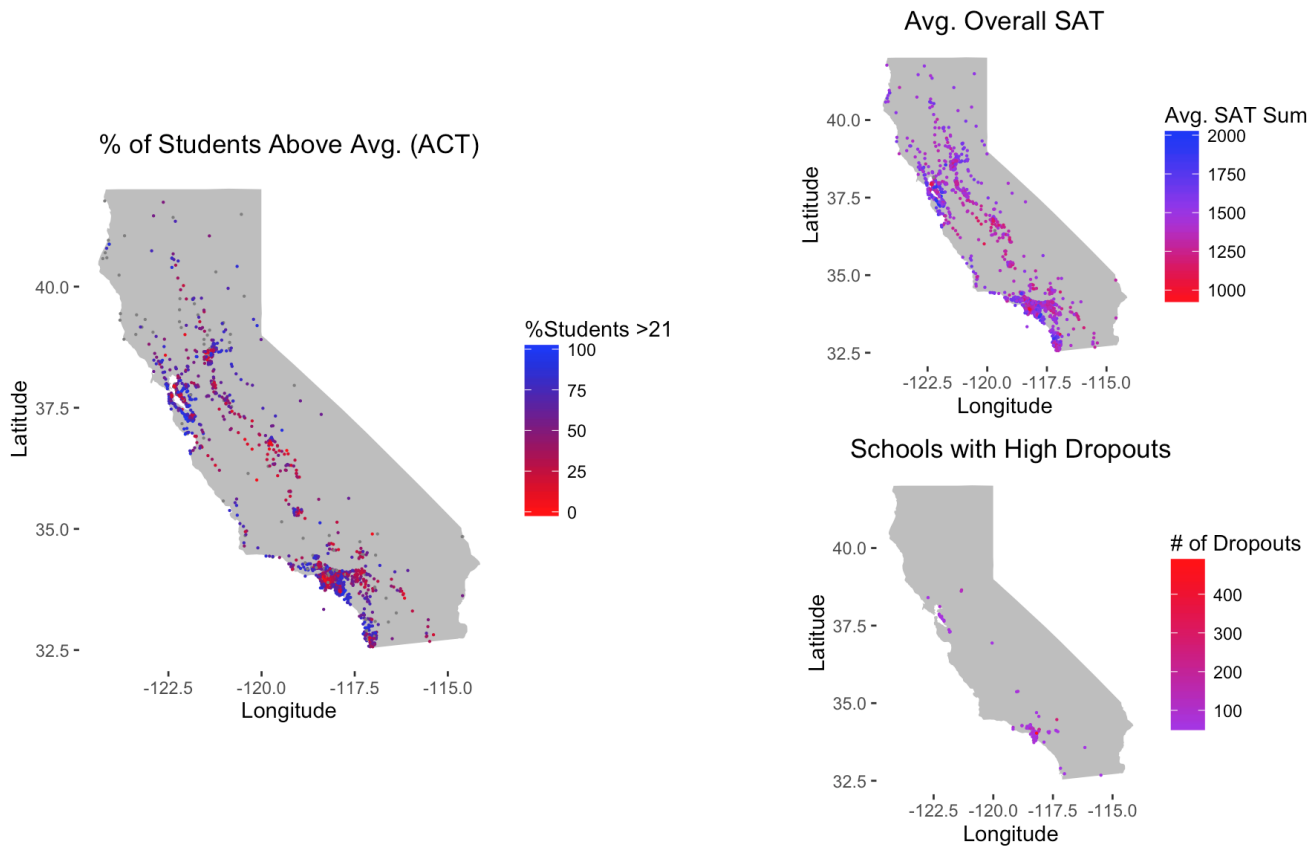 % of Students Above Avg. (ACT)
40.0
37.5
35.0
32.5
Latitude
-122.5 -120.0 -117.5 -115.0
Longitude
%Students >21
100
75
50
25
0
Avg. Overall SAT
40.0
37.5
35.0
32.5
Latitude
-122.5 -120.0 -117.5 -115.0
Longitude
Avg. SAT Sum
2000
1750
1500
1250
1000
Schools with High Dropouts
40.0
37.5
35.0
32.5
Latitude
-122.5 -120.0 -117.5 -115.0
Longitude
# of Dropouts
400
300
200
100